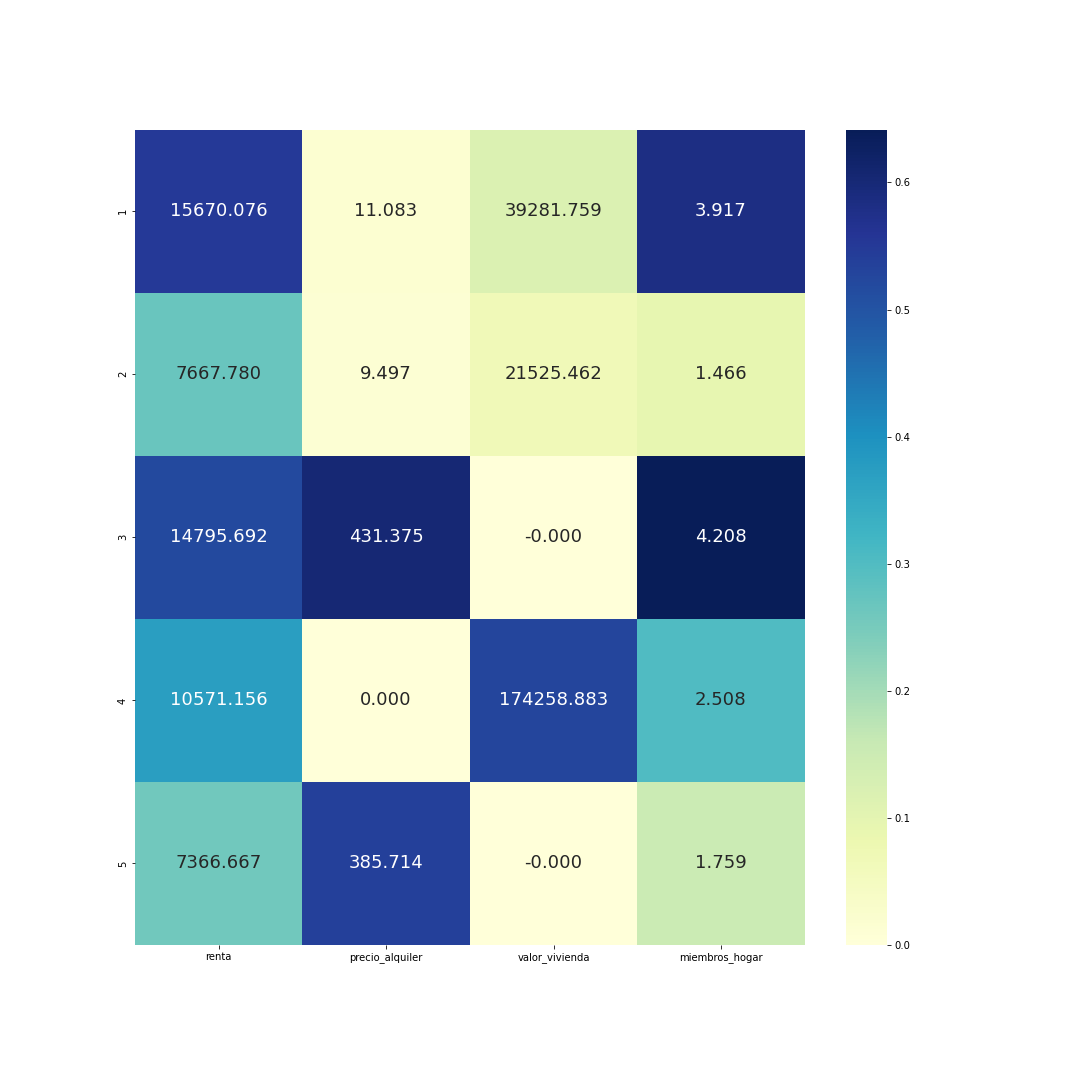 1 15670.076 11.083 39281.759 3.917
2 7667.780 9.497 21525.462 1.466
3 14795.692 431.375 -0.000 4.208
4 10571.156 0.000 174258.883 2.508
5 7366.667 385.714 -0.000 1.759
renta precio_alquiler valor_vivienda miembros_hogar
0.6
0.5
0.4
0.3
0.2
0.1
0.0